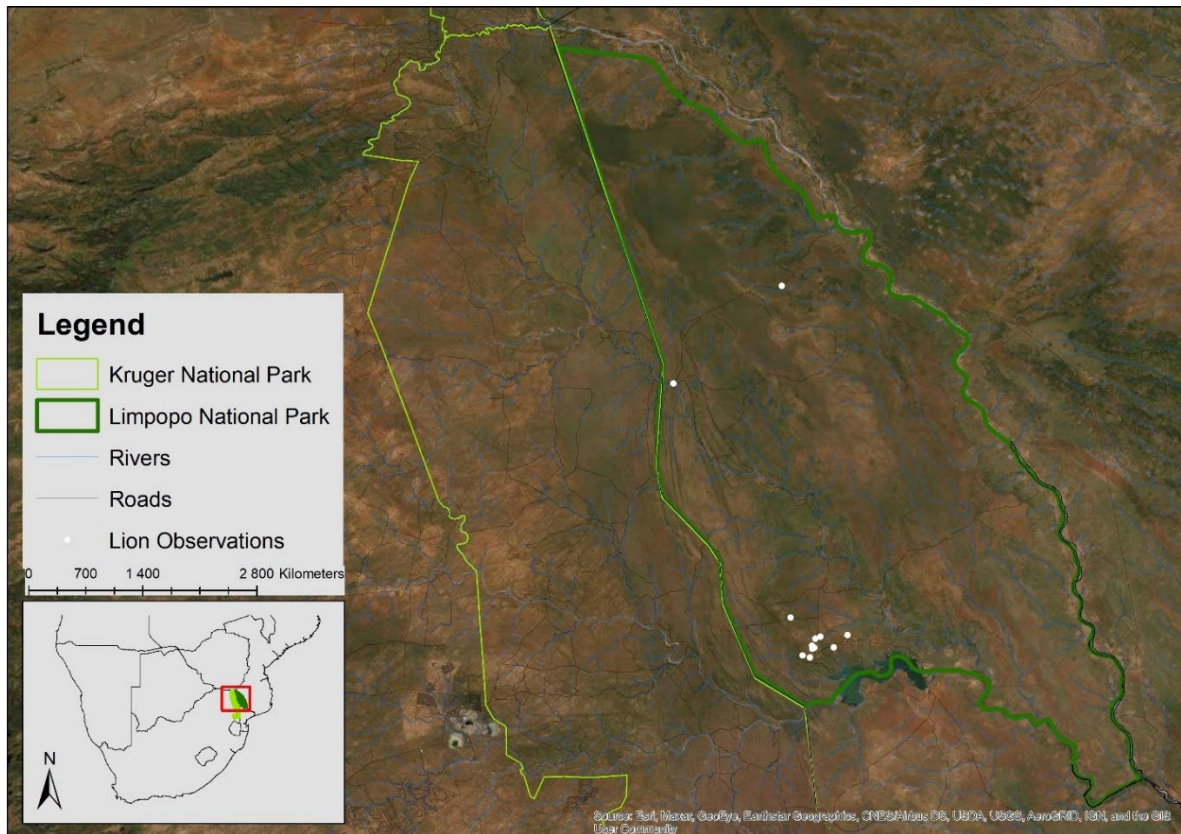 Legend
Kruger National Park
Limpopo National Park
Rivers
Roads
Lion Observations
0 700 1 400 2 800 Kilometers
N
Source: Esri, Maxar, GeoEye, Earthstar Geographics, CNES/Airbus DS, USDA, USGS, AeroGRID, IGN, and the GIS
User Community